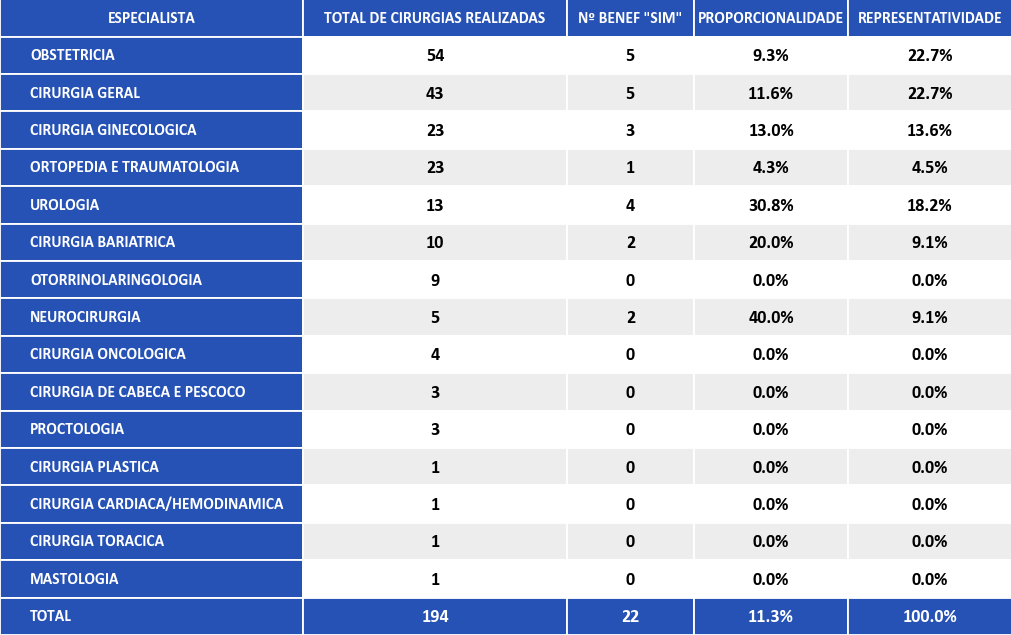 ESPECIALISTA TOTAL DE CIRURGIAS REALIZADAS Nº BENEF "SIM" PROPORCIONALIDADE REPRESENTATIVIDADE
OBSTETRICIA 54 5 9.3% 22.7%
CIRURGIA GERAL 43 5 11.6% 22.7%
CIRURGIA GINECOLOGICA 23 3 13.0% 13.6%
ORTOPEDIA E TRAUMATOLOGIA 23 1 4.3% 4.5%
UROLOGIA 13 4 30.8% 18.2%
CIRURGIA BARIATRICA 10 2 20.0% 9.1%
OTORRINOLARINGOLOGIA 9 0 0.0% 0.0%
NEUROCIRURGIA 5 2 40.0% 9.1%
CIRURGIA ONCOLOGICA 4 0 0.0% 0.0%
CIRURGIA DE CABECA E PESCOCO 3 0 0.0% 0.0%
PROCTOLOGIA 3 0 0.0% 0.0%
CIRURGIA PLASTICA 1 0 0.0% 0.0%
CIRURGIA CARDIACA/HEMODINAMICA 1 0 0.0% 0.0%
CIRURGIA TORACICA 1 0 0.0% 0.0%
MASTOLOGIA 1 0 0.0% 0.0%
TOTAL 194 22 11.3% 100.0%